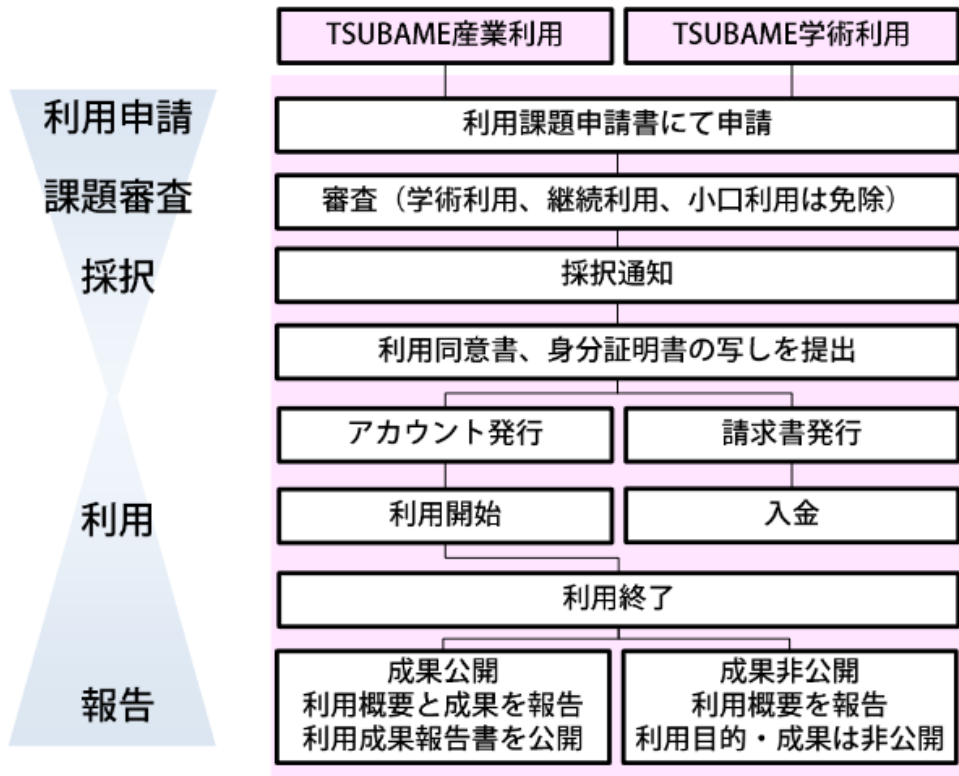 TSUBAME産業利用
TSUBAME学術利用
利用申請
利用課題申請書にて申請
課題審査
審査（学術利用、継続利用、小口利用は免除）
採択
採択通知
利用同意書、身分証明書の写しを提出
アカウント発行
請求書発行
利用
利用開始
入金
利用終了
報告
成果公開
利用概要と成果を報告
利用成果報告書を公開
成果非公開
利用概要を報告
利用目的・成果は非公開